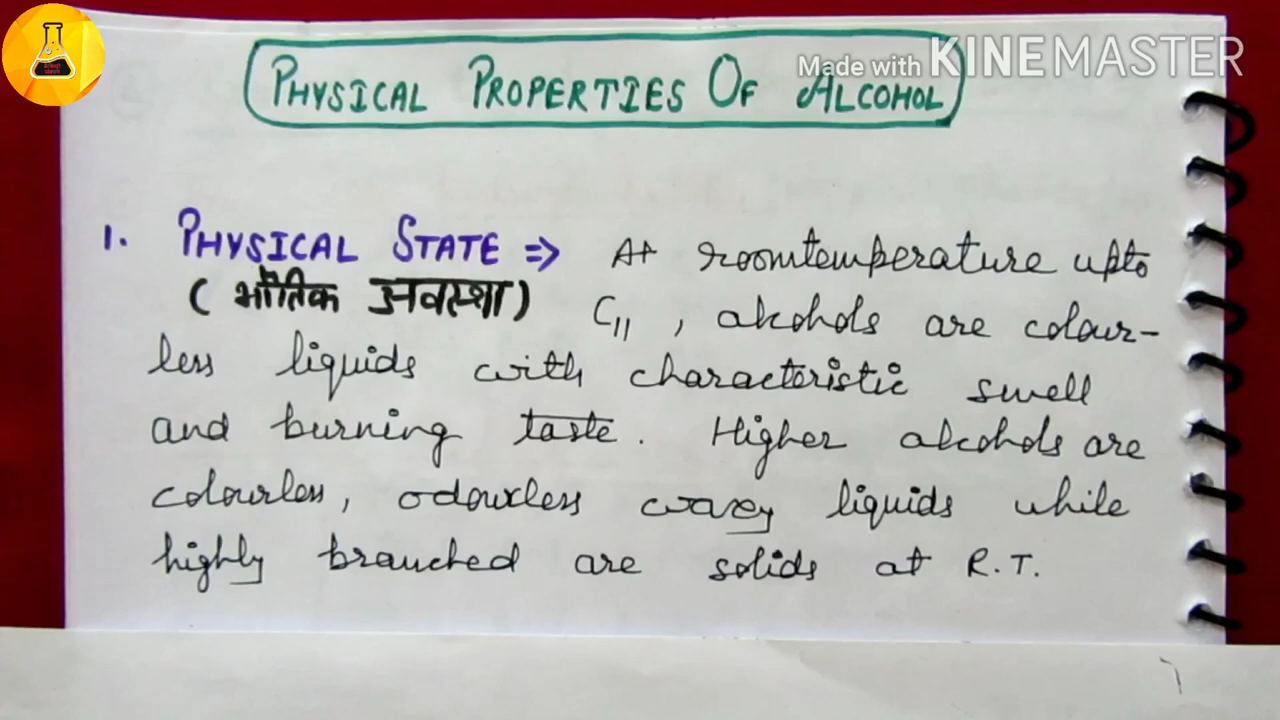 Made with KINEMASTER
PHYSICAL PROPERTIES OF ALCOHOL
1. PHYSICAL STATE ⇒ At roomtemperature upto
(भौतिक अवस्था) C₁₁, alcohols are colour-
less liquids with characteristic smell
and burning taste. Higher alcohols are
colourless, odourless waxy liquids while
highly branched are solids at R.T.